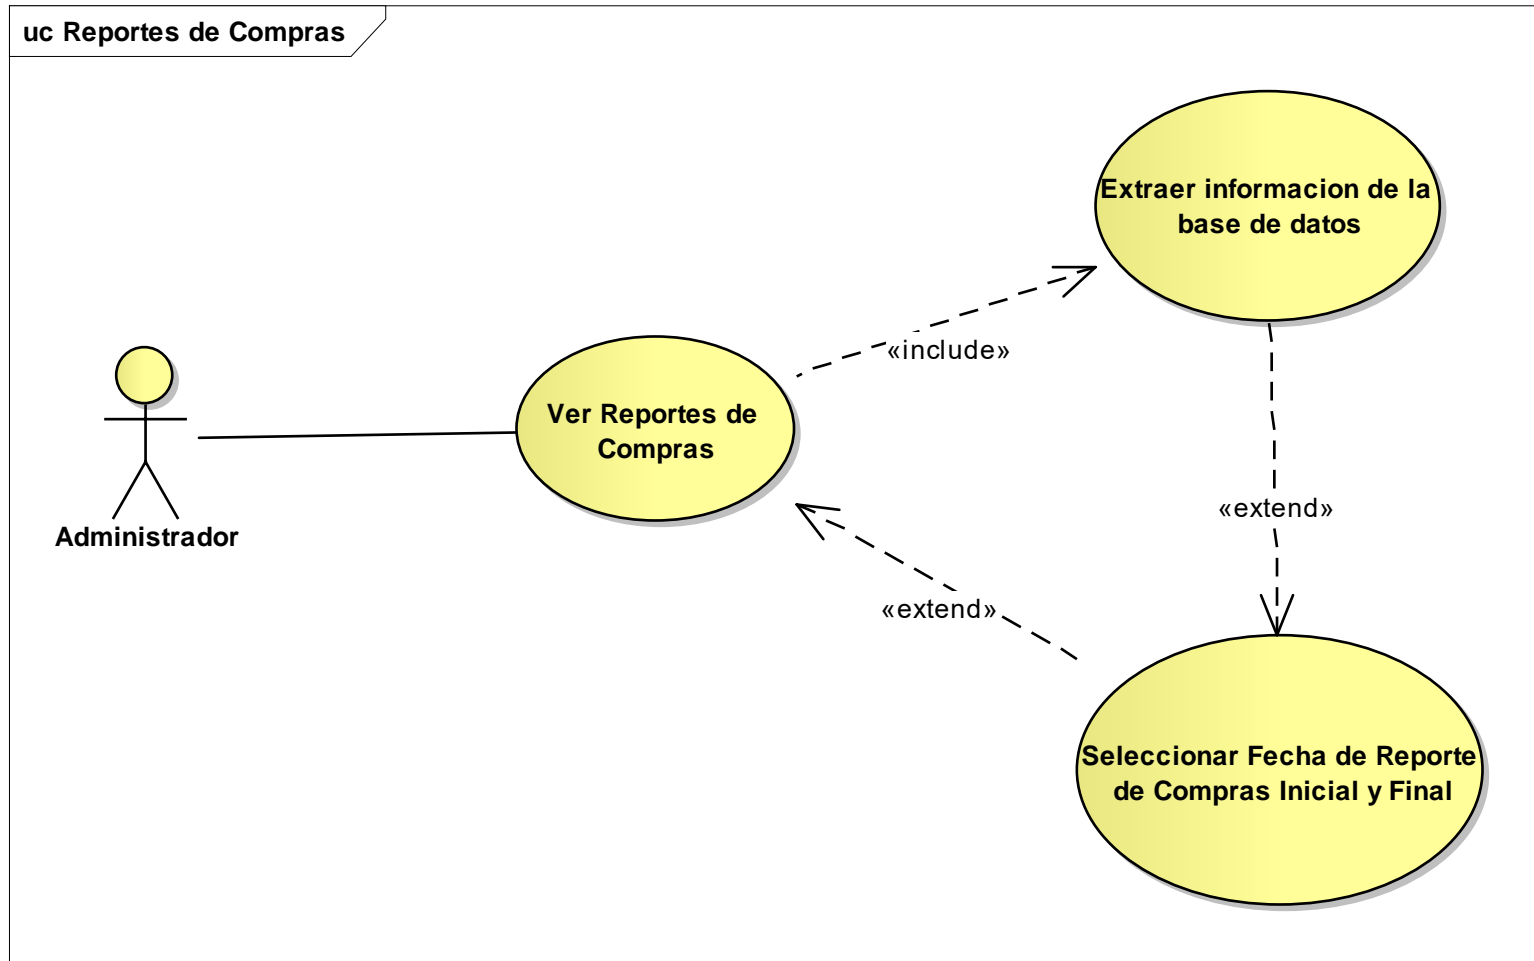 uc Reportes de Compras
Extraer informacion de la
base de datos
«include»
Ver Reportes de
Compras
Administrador
«extend»
«extend»
Seleccionar Fecha de Reporte
de Compras Inicial y Final